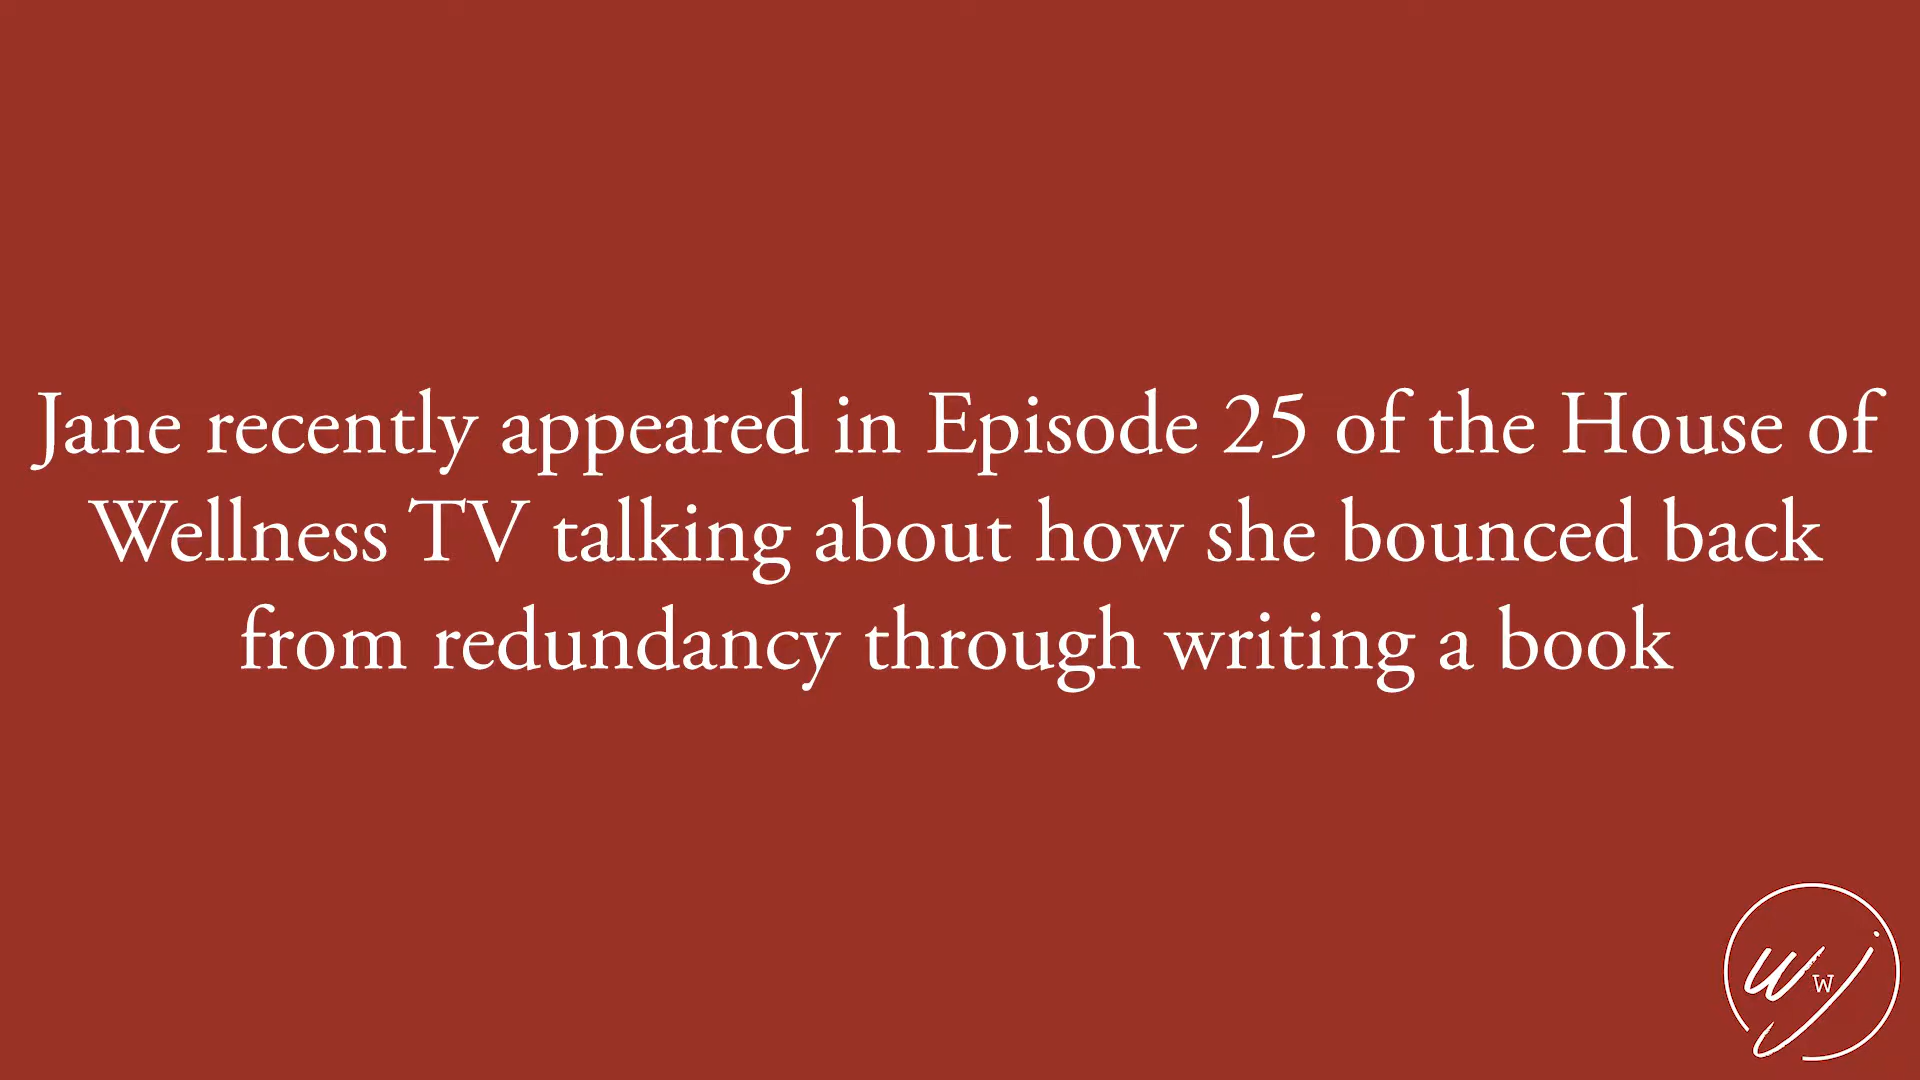 Jane recently appeared in Episode 25 of the House of
Wellness TV talking about how she bounced back
from redundancy through writing a book
W W J